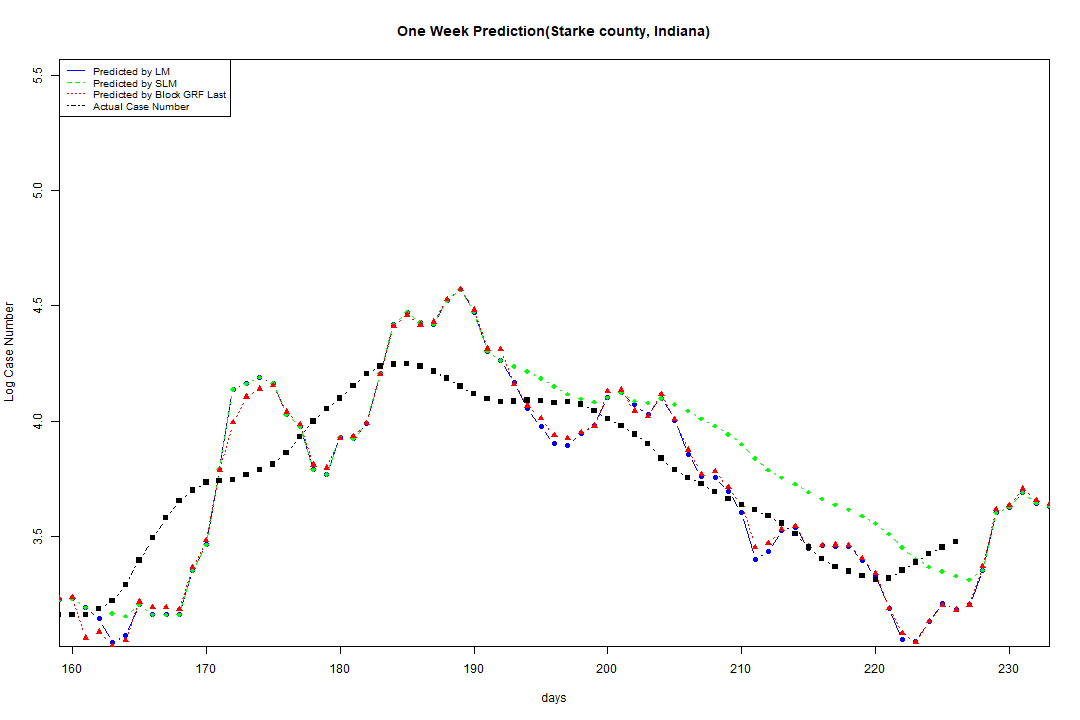 One Week Prediction(Starke county, Indiana)
Predicted by LM
Predicted by SLM
Predicted by Block GRF Last
Actual Case Number
5.5
5.0
4.5
4.0
3.5
Log Case Number
160 170 180 190 200 210 220 230
days